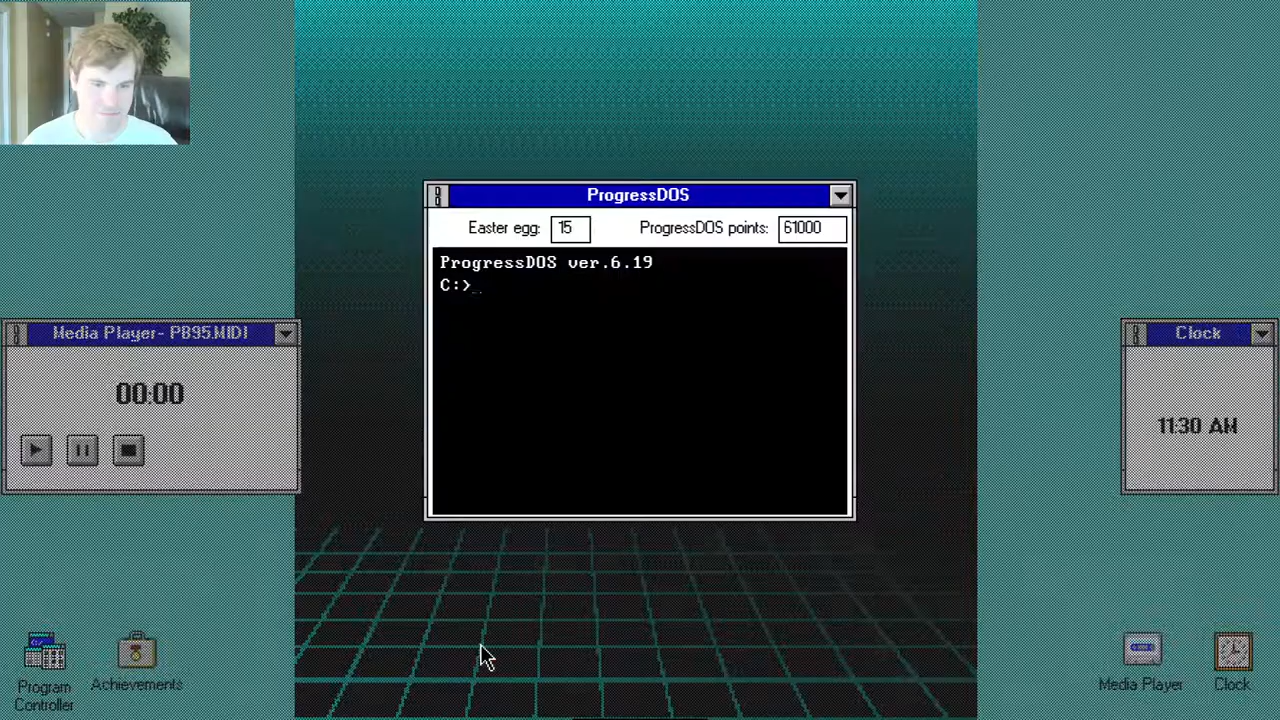 ProgressDOS
Easter egg: 15 ProgressDOS points: 61000
ProgressDOS ver.6.19
C:>_
Media Player- PB95.MIDI
00:00
Clock
11:30 AM
Program
Controller
Achievements
Media Player
Clock